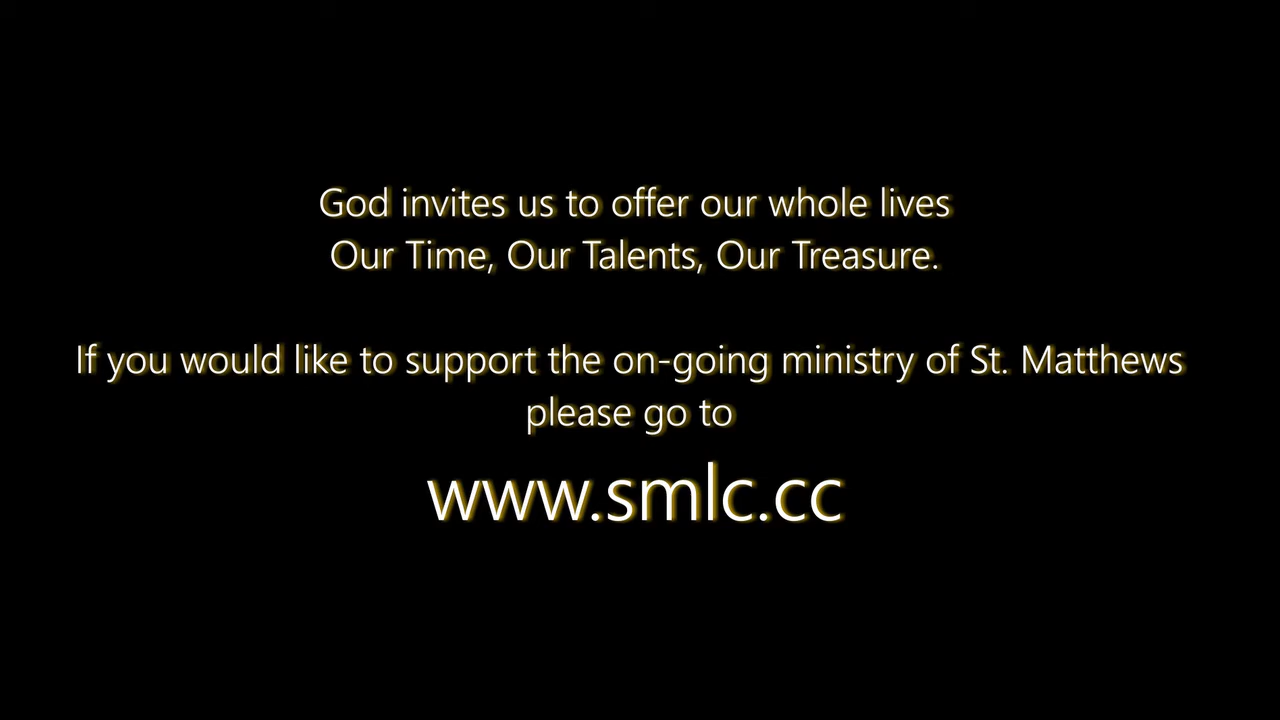 God invites us to offer our whole lives
Our Time, Our Talents, Our Treasure.
If you would like to support the on-going ministry of St. Matthews
please go to
www.smlc.cc